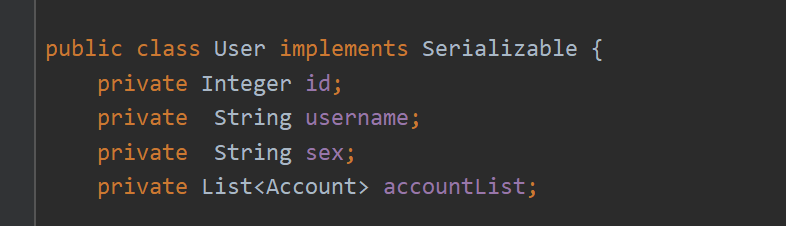 public class User implements Serializable {
    private Integer id;
    private  String username;
    private  String sex;
    private List<Account> accountList;